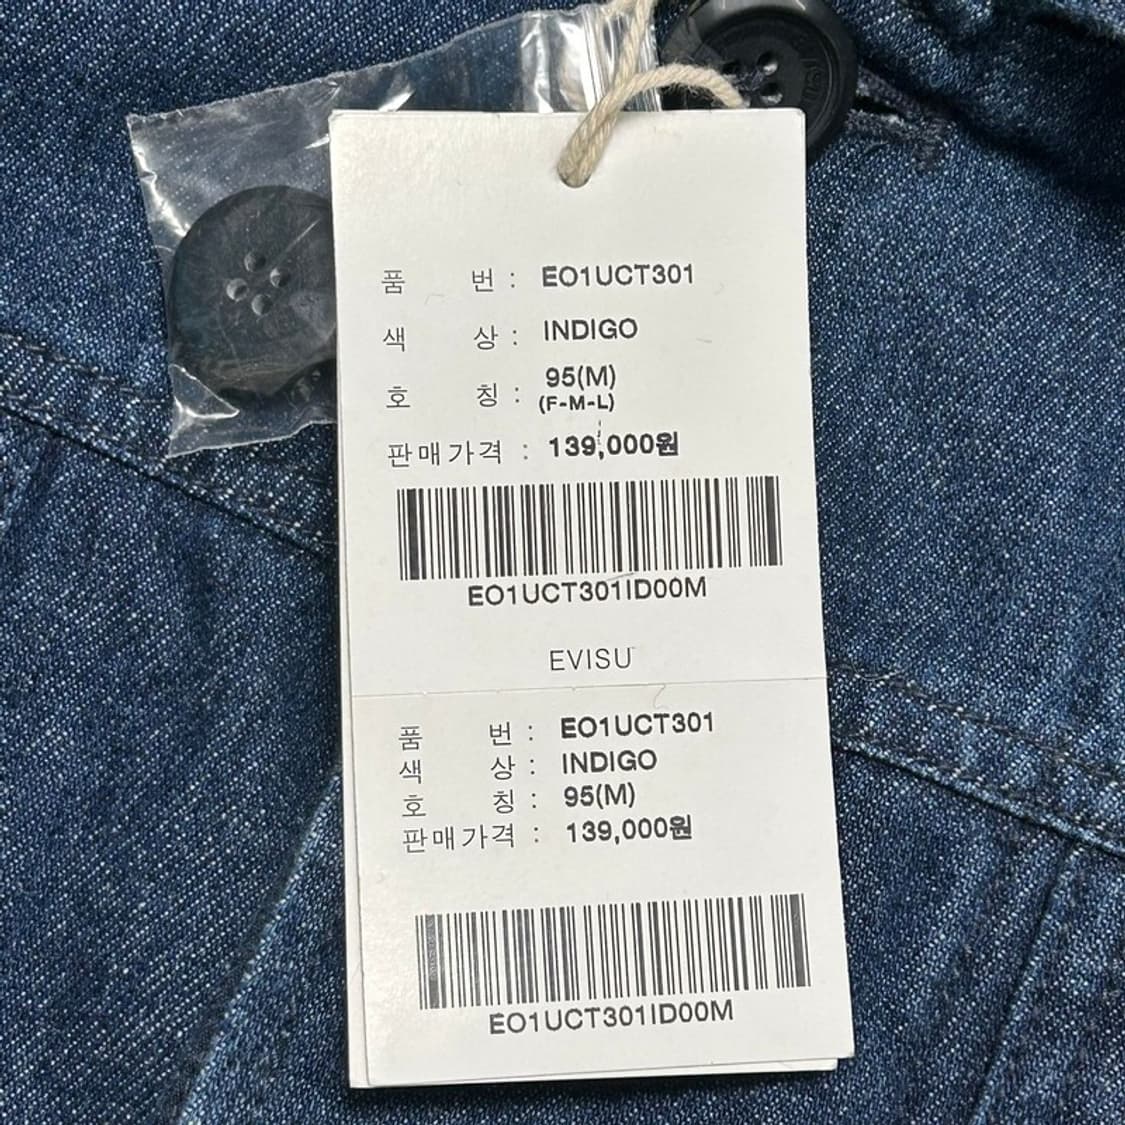 품 번 : EO1UCT301
색 상 : INDIGO
호 칭 : 95(M)
(F-M-L)
판매가격 : 139,000원
EO1UCT301ID00M
EVISU
품 번 : EO1UCT301
색 상 : INDIGO
호 칭 : 95(M)
판매가격 : 139,000원
EO1UCT301ID00M